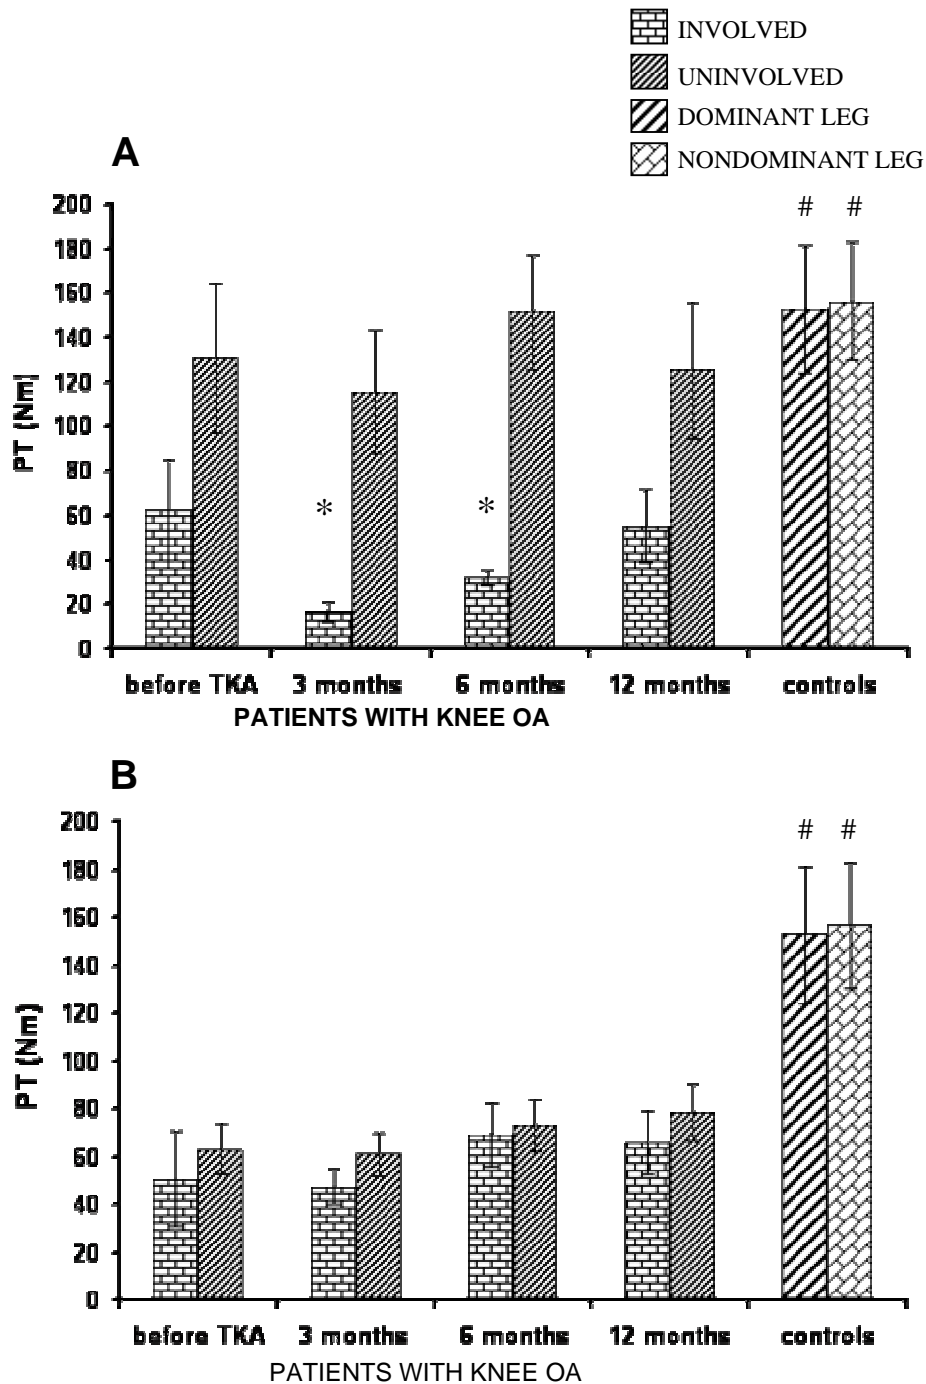 INVOLVED
UNINVOLVED
DOMINANT LEG
NONDOMINANT LEG
A
200
180
160
140
120
100
80
60
40
20
0
PT (Nm)
# #
* *
before TKA 3 months 6 months 12 months controls
PATIENTS WITH KNEE OA
B
200
180
160
140
120
100
80
60
40
20
0
PT (Nm)
# #
before TKA 3 months 6 months 12 months controls
PATIENTS WITH KNEE OA